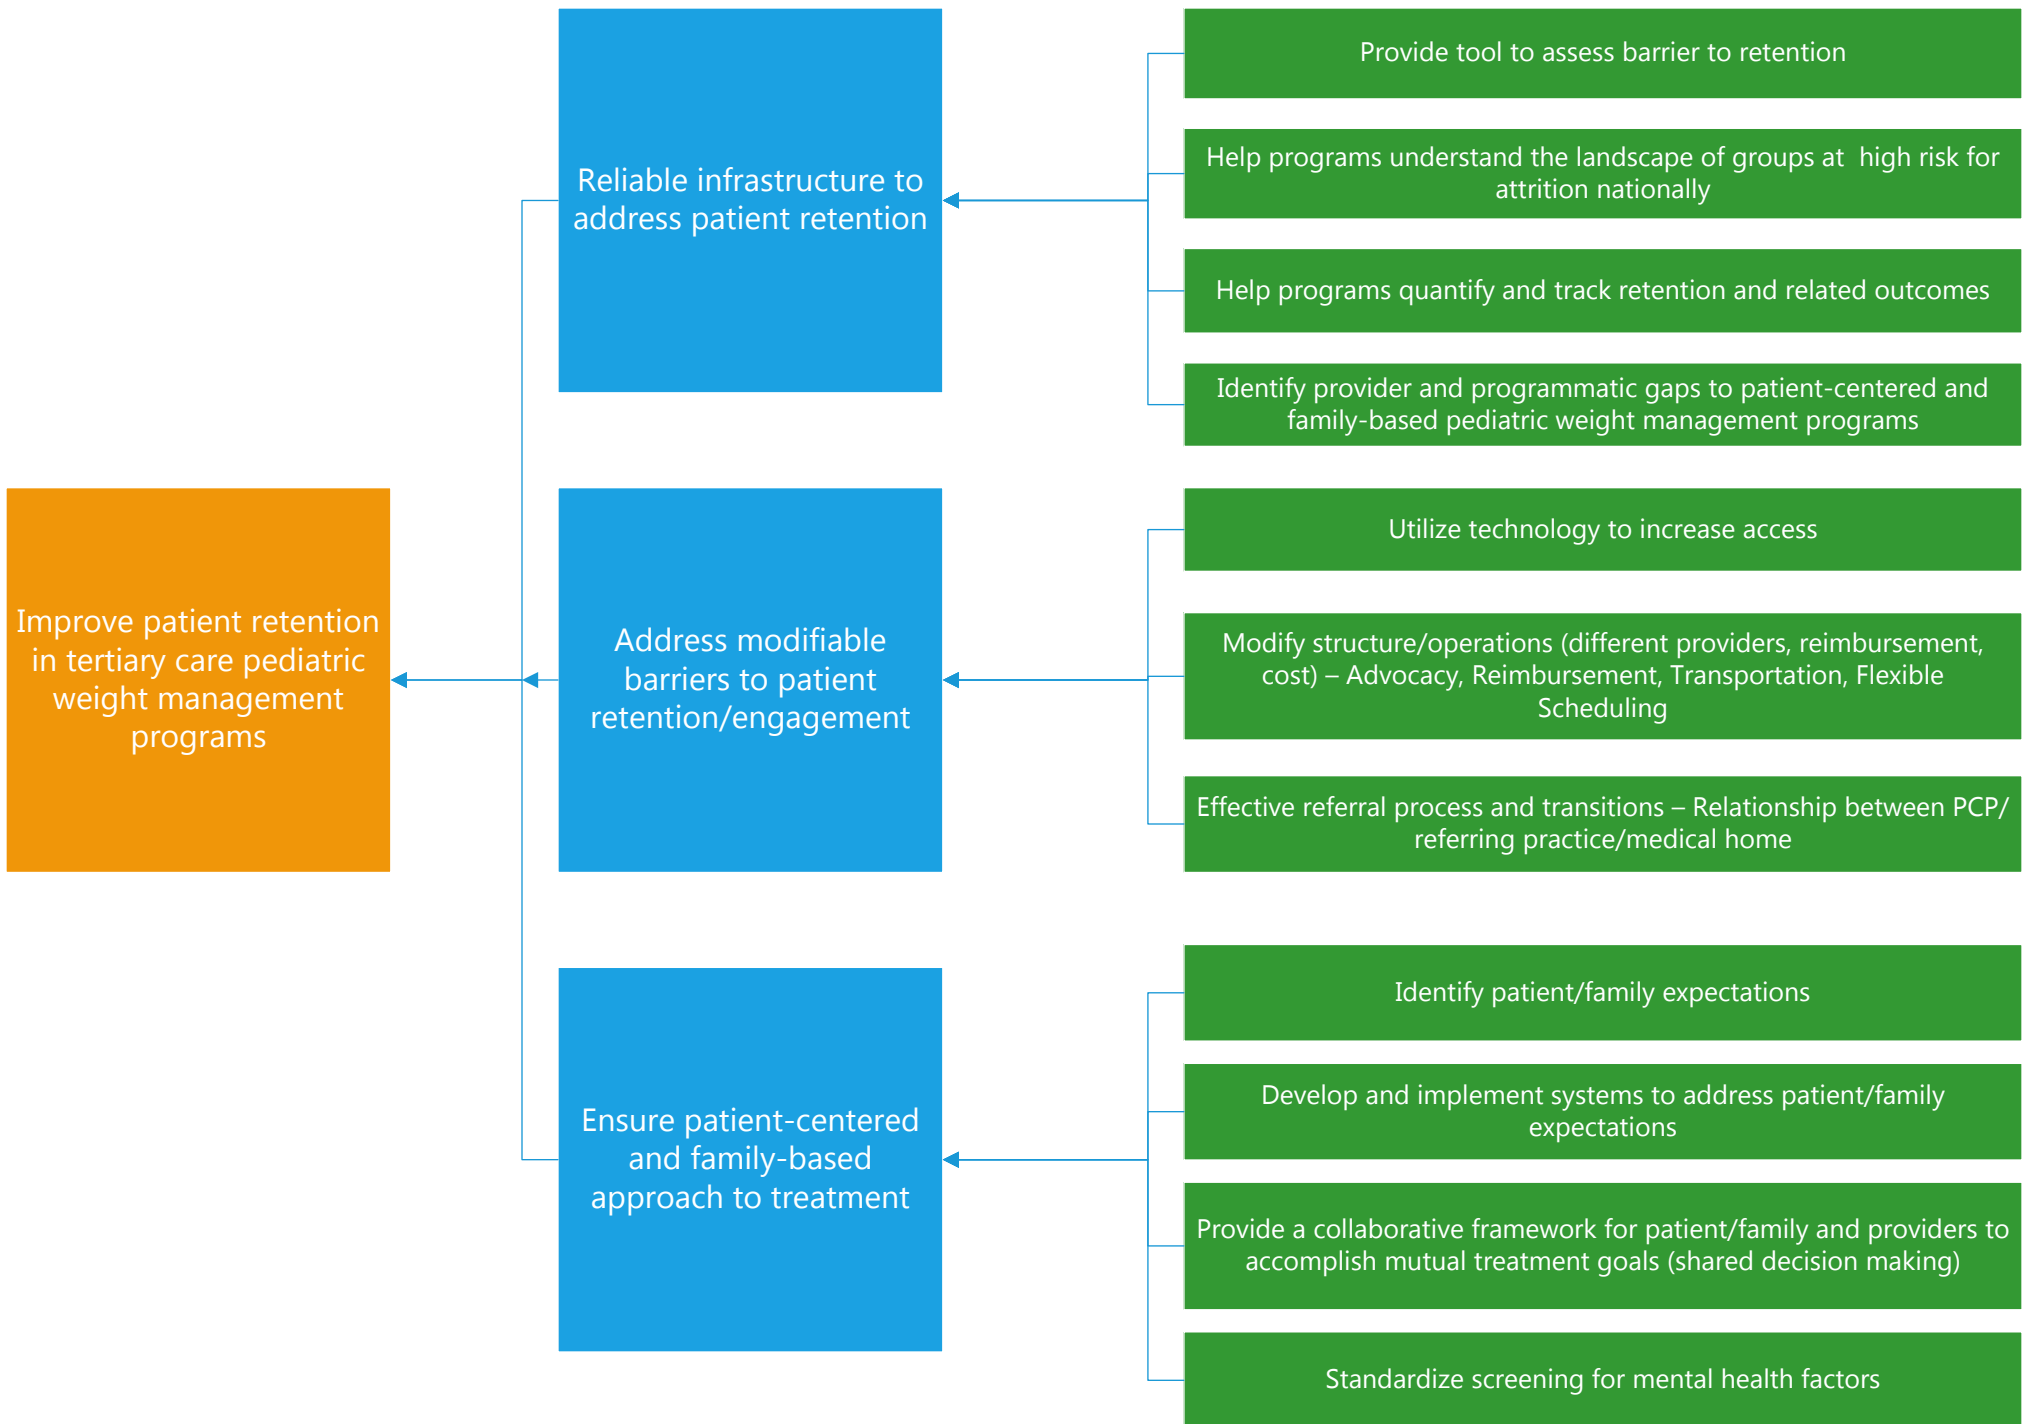 Improve patient retention
in tertiary care pediatric
weight management
programs
Reliable infrastructure to
address patient retention
Provide tool to assess barrier to retention
Help programs understand the landscape of groups at  high risk for
attrition nationally
Help programs quantify and track retention and related outcomes
Identify provider and programmatic gaps to patient-centered and
family-based pediatric weight management programs
Address modifiable
barriers to patient
retention/engagement
Utilize technology to increase access
Modify structure/operations (different providers, reimbursement,
cost) – Advocacy, Reimbursement, Transportation, Flexible
Scheduling
Effective referral process and transitions – Relationship between PCP/
referring practice/medical home
Ensure patient-centered
and family-based
approach to treatment
Identify patient/family expectations
Develop and implement systems to address patient/family
expectations
Provide a collaborative framework for patient/family and providers to
accomplish mutual treatment goals (shared decision making)
Standardize screening for mental health factors